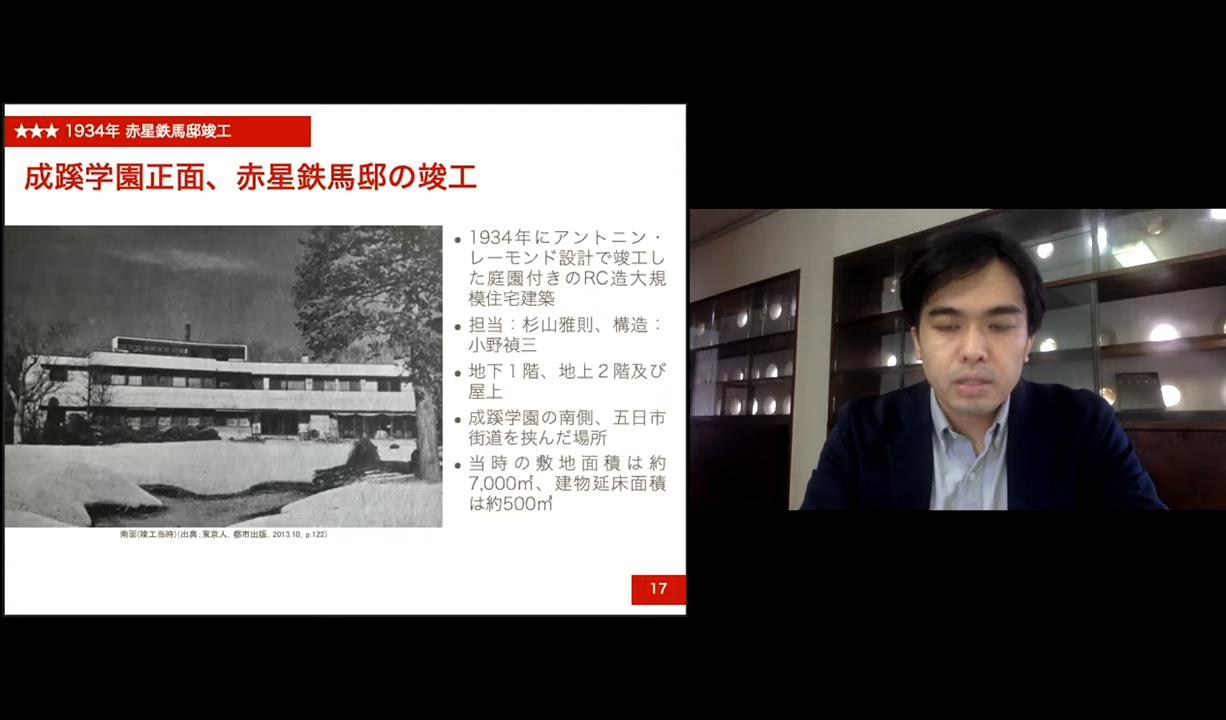 ★★★ 1934年 赤星鉄馬邸竣工
成蹊学園正面、赤星鉄馬邸の竣工
• 1934年にアントニン・
レーモンド設計で竣工し
た庭園付きのRC造大規
模住宅建築
• 担当：杉山雅則、構造：
小野禎三
• 地下１階、地上２階及び
屋上
• 成蹊学園の南側、五日市
街道を挟んだ場所
• 当時の敷地面積は約
7,000㎡、建物延床面積
は約500㎡
南面(竣工当時)(出典：東京人, 都市出版, 2013.10, p.122)
17